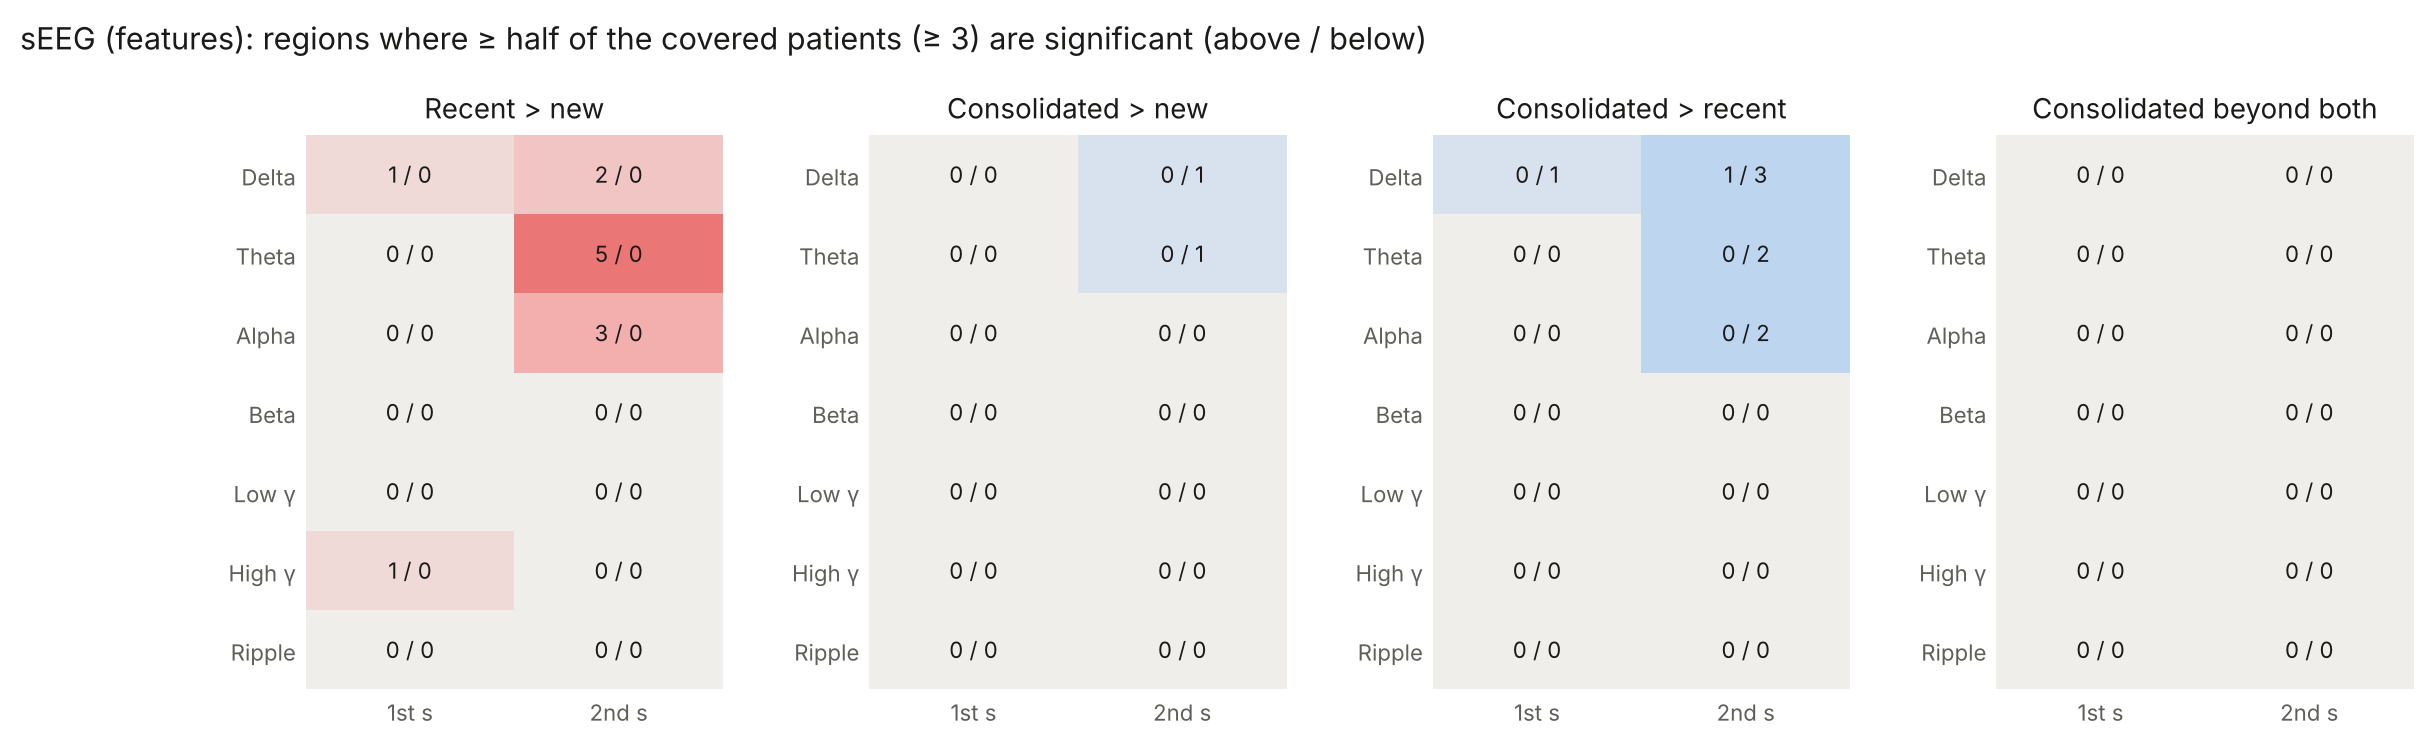 sEEG (features): regions where ≥ half of the covered patients (≥ 3) are significant (above / below)
Recent > new
Delta 1 / 0 2 / 0
Theta 0 / 0 5 / 0
Alpha 0 / 0 3 / 0
Beta 0 / 0 0 / 0
Low γ 0 / 0 0 / 0
High γ 1 / 0 0 / 0
Ripple 0 / 0 0 / 0
1st s 2nd s
Consolidated > new
Delta 0 / 0 0 / 1
Theta 0 / 0 0 / 1
Alpha 0 / 0 0 / 0
Beta 0 / 0 0 / 0
Low γ 0 / 0 0 / 0
High γ 0 / 0 0 / 0
Ripple 0 / 0 0 / 0
1st s 2nd s
Consolidated > recent
Delta 0 / 1 1 / 3
Theta 0 / 0 0 / 2
Alpha 0 / 0 0 / 2
Beta 0 / 0 0 / 0
Low γ 0 / 0 0 / 0
High γ 0 / 0 0 / 0
Ripple 0 / 0 0 / 0
1st s 2nd s
Consolidated beyond both
Delta 0 / 0 0 / 0
Theta 0 / 0 0 / 0
Alpha 0 / 0 0 / 0
Beta 0 / 0 0 / 0
Low γ 0 / 0 0 / 0
High γ 0 / 0 0 / 0
Ripple 0 / 0 0 / 0
1st s 2nd s